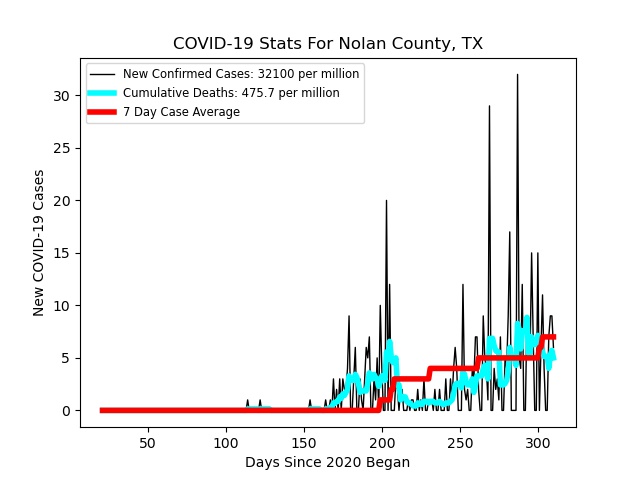 COVID-19 Stats For Nolan County, TX
New Confirmed Cases: 32100 per million
Cumulative Deaths: 475.7 per million
7 Day Case Average
New COVID-19 Cases
30
25
20
15
10
5
0
50
100
150
200
250
300
Days Since 2020 Began